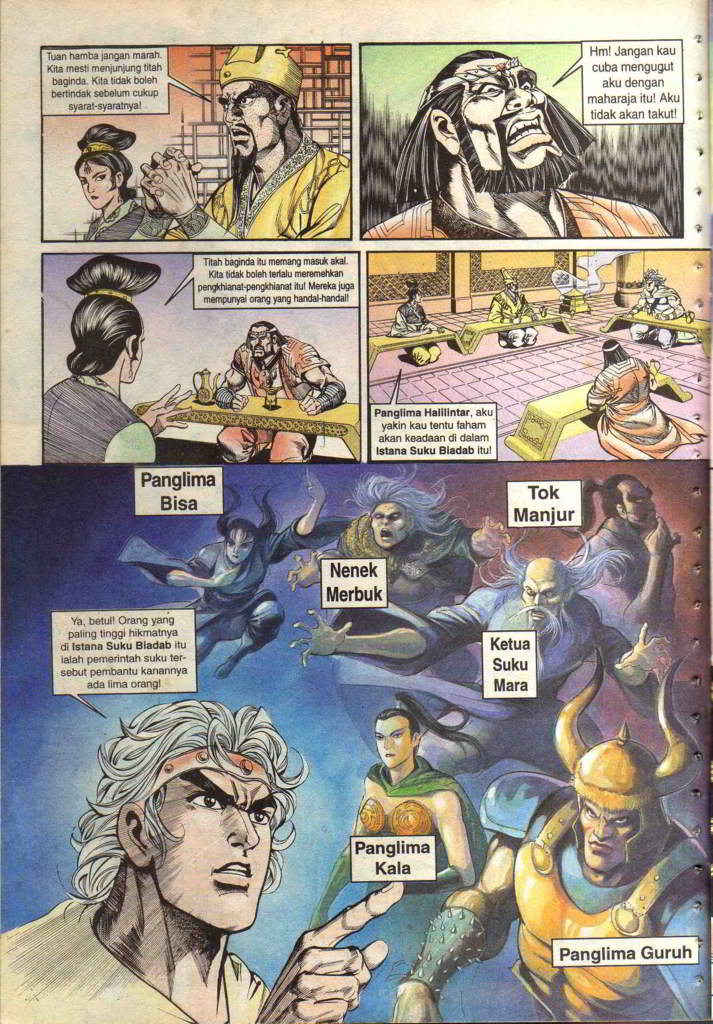 Tuan hamba jangan marah.
Kita mesti menjunjung titah
baginda. Kita tidak boleh
bertindak sebelum cukup
syarat-syaratnya!
Hm! Jangan kau
cuba mengugut
aku dengan
maharaja itu! Aku
tidak akan takut!
Titah baginda itu memang masuk akal.
Kita tidak boleh terlalu meremehkan
pengkhianat-pengkhianat itu! Mereka juga
mempunyai orang yang handal-handal!
Panglima Halilintar, aku
yakin kau tentu faham
akan keadaan di dalam
Istana Suku Biadab itu!
Panglima
Bisa
Tok
Manjur
Nenek
Merbuk
Ya, betul! Orang yang
paling tinggi hikmatnya
di Istana Suku Biadab itu
ialah pemerintah suku ter-
sebut pembantu kanannya
ada lima orang!
Ketua
Suku
Mara
Panglima
Kala
Panglima Guruh